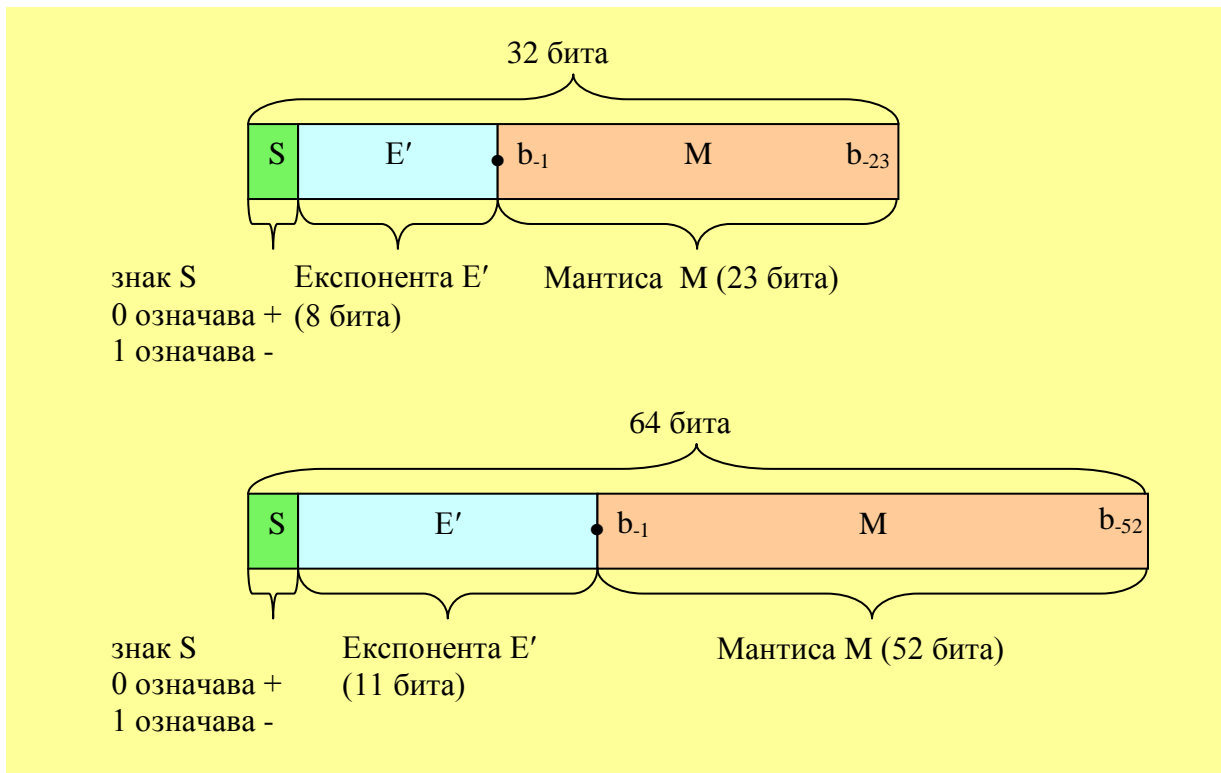 32 бита
S E′ b-1 M b-23
знак S Експонента E′ Мантиса M (23 бита)
0 означава + (8 бита)
1 означава -
64 бита
S E′ b-1 M b-52
знак S Експонента E′ Мантиса M (52 бита)
0 означава + (11 бита)
1 означава -